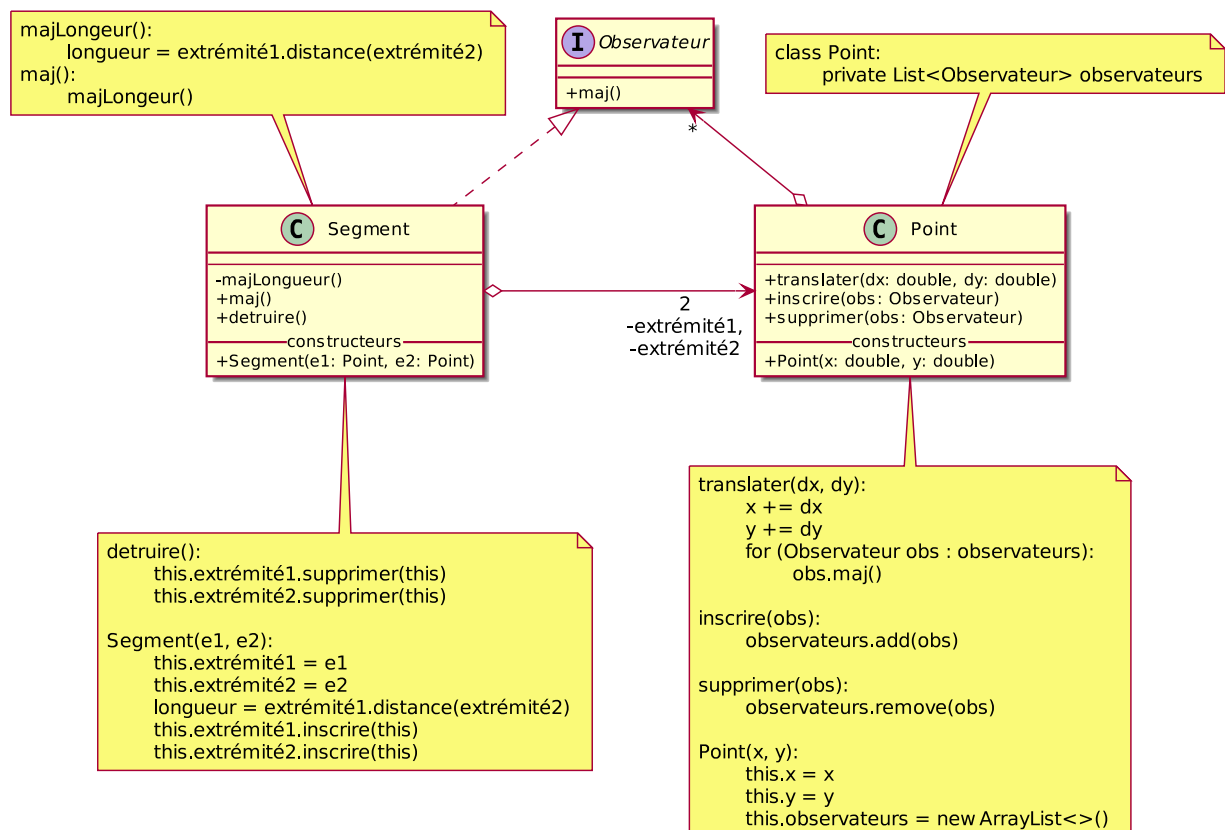 majLongeur():
longueur = extrémité1.distance(extrémité2)
maj():
majLongeur()
I Observateur
+maj()
class Point:
private List<Observateur> observateurs
*
C Segment
-majLongueur()
+maj()
+detruire()
constructeurs
+Segment(e1: Point, e2: Point)
2
-extrémité1,
-extrémité2
C Point
+translater(dx: double, dy: double)
+inscrire(obs: Observateur)
+supprimer(obs: Observateur)
constructeurs
+Point(x: double, y: double)
detruire():
this.extrémité1.supprimer(this)
this.extrémité2.supprimer(this)
Segment(e1, e2):
this.extrémité1 = e1
this.extrémité2 = e2
longueur = extrémité1.distance(extrémité2)
this.extrémité1.inscrire(this)
this.extrémité2.inscrire(this)
translater(dx, dy):
x += dx
y += dy
for (Observateur obs : observateurs):
obs.maj()
inscrire(obs):
observateurs.add(obs)
supprimer(obs):
observateurs.remove(obs)
Point(x, y):
this.x = x
this.y = y
this.observateurs = new ArrayList<>()